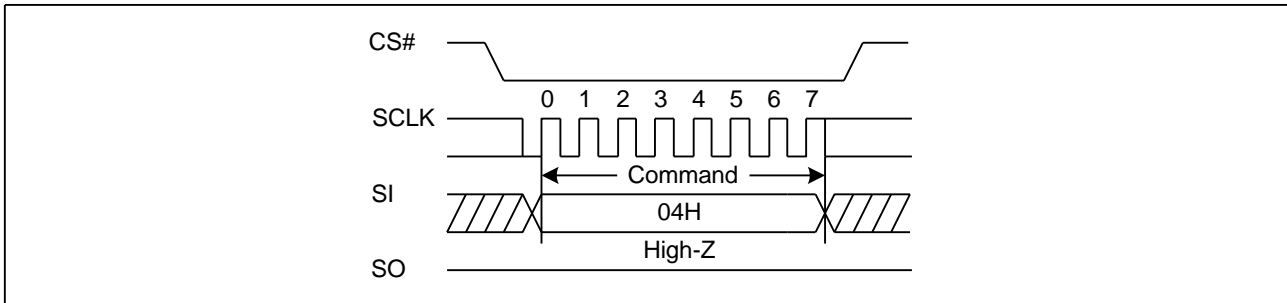 CS#
0 1 2 3 4 5 6 7
SCLK
Command
SI
04H
High-Z
SO